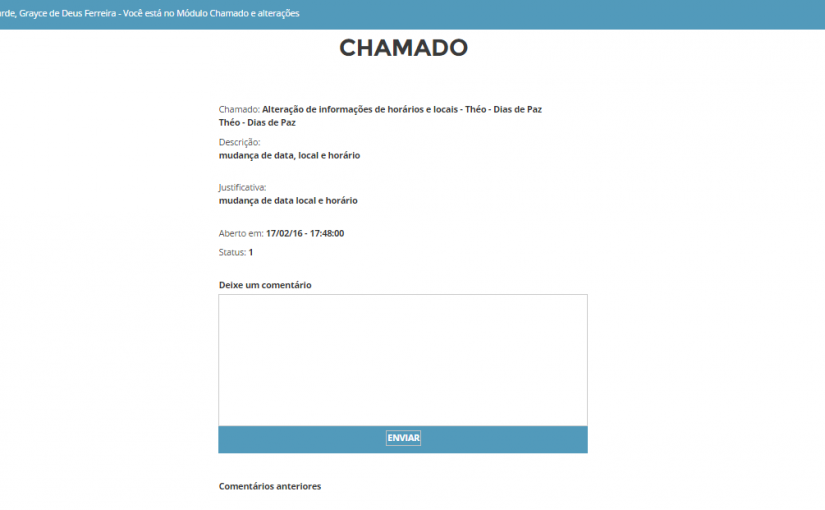 rde, Grayce de Deus Ferreira - Você está no Módulo Chamado e alterações
CHAMADO
Chamado: Alteração de informações de horários e locais - Théo - Dias de Paz
Théo - Dias de Paz
Descrição:
mudança de data, local e horário
Justificativa:
mudança de data local e horário
Aberto em: 17/02/16 - 17:48:00
Status: 1
Deixe um comentário
ENVIAR
Comentários anteriores